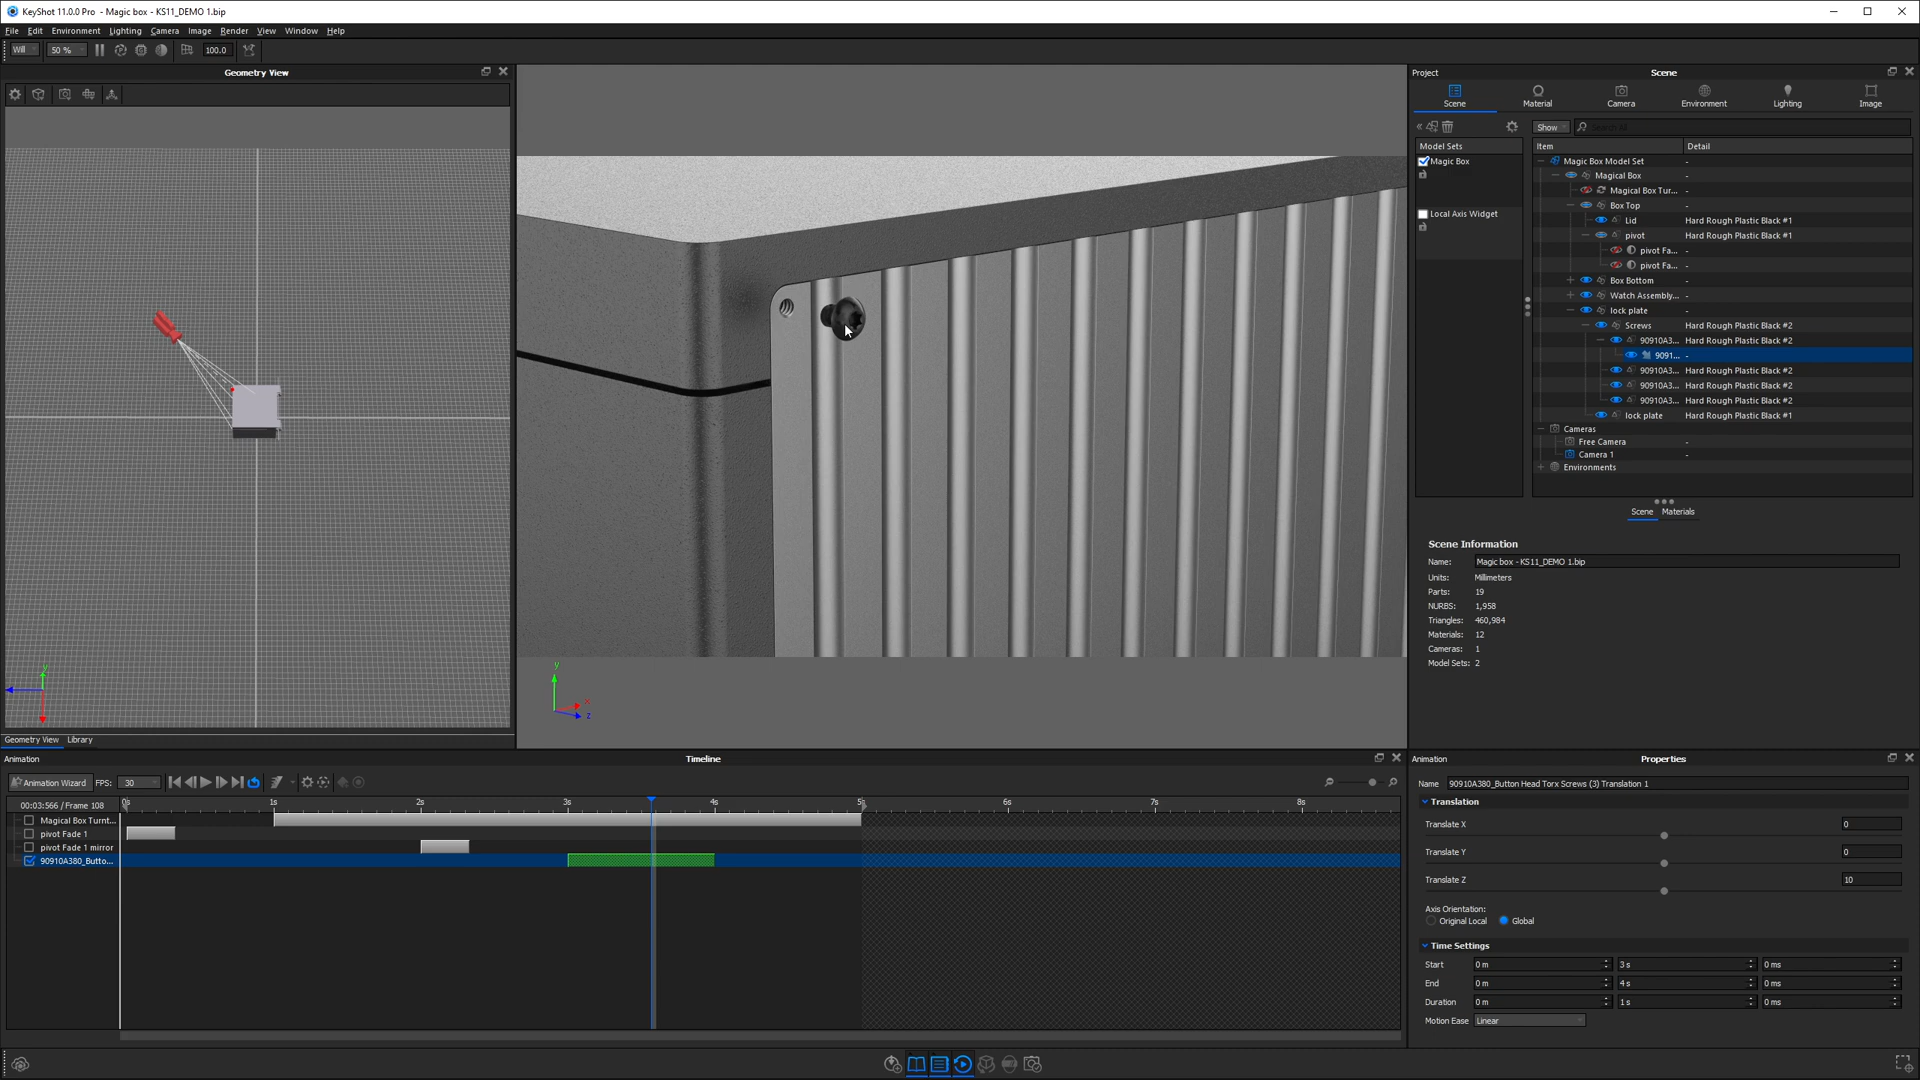 KeyShot 11.0.0 Pro - Magic box - KS11_DEMO 1.bip
File Edit Environment Lighting Camera Image Render View Window Help
Will 50 % 100.0
Geometry View
Project Scene
Scene Material Camera Environment Lighting Image
Show
Model Sets
Magic Box
Local Axis Widget
Item Detail
Magic Box Model Set -
Magical Box -
Magical Box Tur... -
Box Top -
Lid Hard Rough Plastic Black #1
pivot Hard Rough Plastic Black #1
pivot Fa... -
pivot Fa... -
Box Bottom -
Watch Assembly... -
lock plate -
Screws Hard Rough Plastic Black #2
90910A3... Hard Rough Plastic Black #2
9091... -
90910A3... Hard Rough Plastic Black #2
90910A3... Hard Rough Plastic Black #2
90910A3... Hard Rough Plastic Black #2
lock plate Hard Rough Plastic Black #1
Cameras
Free Camera -
Camera 1 -
Environments
Scene Materials
Scene Information
Name: Magic box - KS11_DEMO 1.bip
Units: Millimeters
Parts: 19
NURBS: 1,958
Triangles: 460,984
Materials: 12
Cameras: 1
Model Sets: 2
y
y
x
z
Geometry View Library
Animation Timeline
Animation Wizard FPS: 30
00:03:566 / Frame 108
0s 1s 2s 3s 4s 5s 6s 7s 8s
Magical Box Turnt...
pivot Fade 1
pivot Fade 1 mirror
90910A380_Butto...
Animation Properties
Name 90910A380_Button Head Torx Screws (3) Translation 1
Translation
Translate X 0
Translate Y 0
Translate Z 10
Axis Orientation:
Original Local Global
Time Settings
Start 0 m 3 s 0 ms
End 0 m 4 s 0 ms
Duration 0 m 1 s 0 ms
Motion Ease Linear